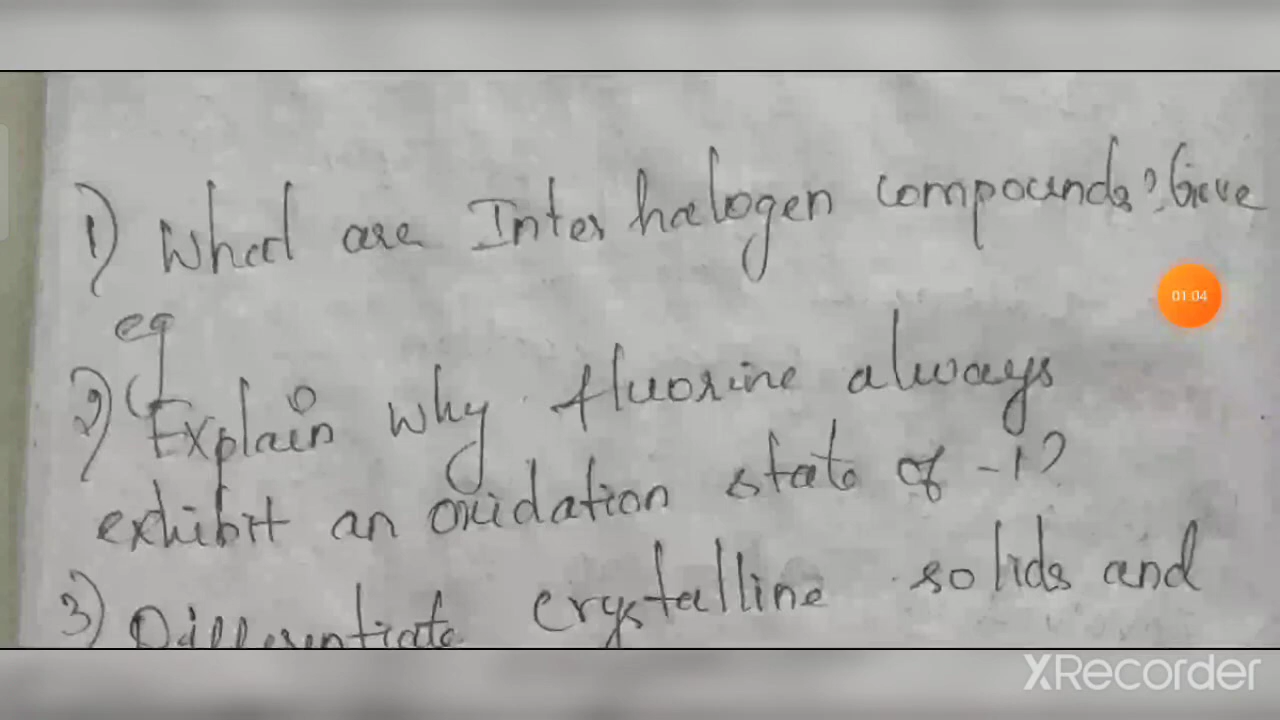 1) What are Inter halogen compounds? Give
01:04
eg
2) Explain why fluorine always
exhibit an oxidation state of -1?
3) Differentiate crystalline solids and
XRecorder